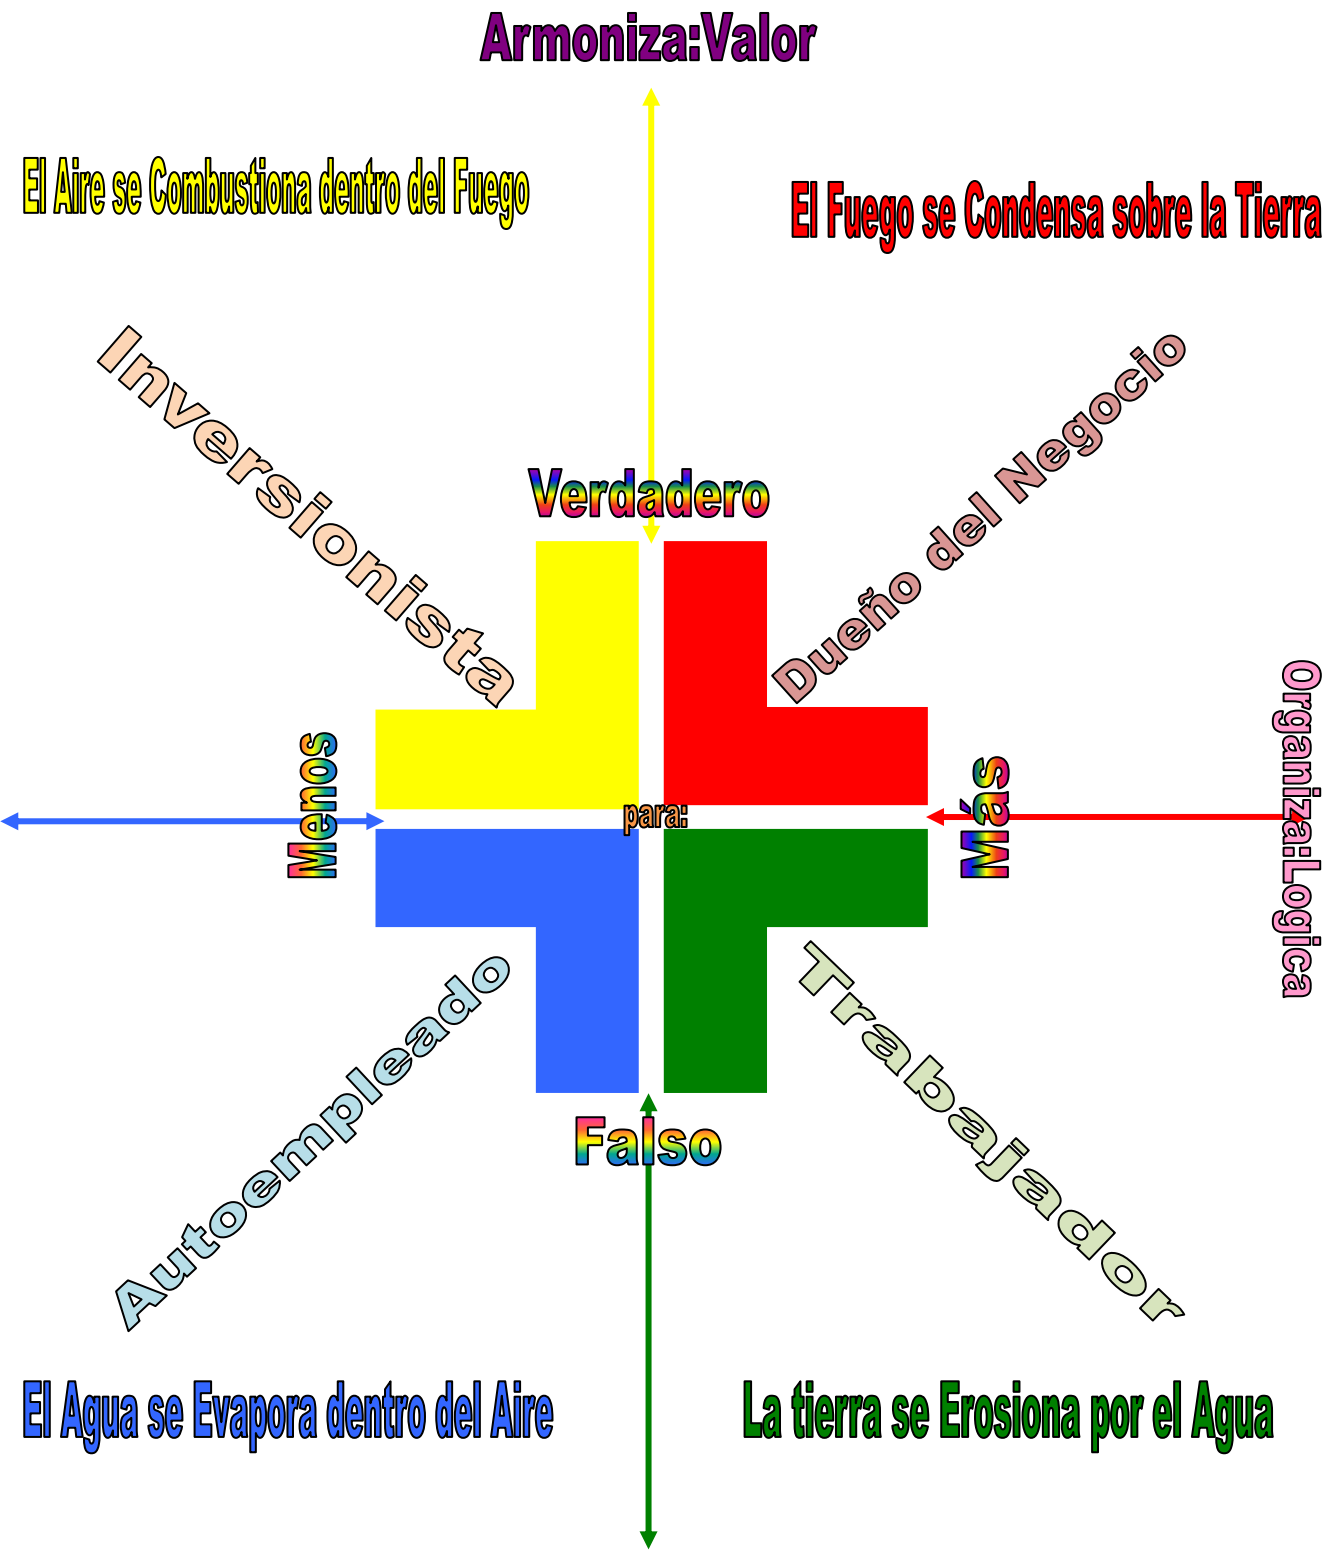 Armoniza:Valor
El Aire se Combustiona dentro del Fuego
El Fuego se Condensa sobre la Tierra
Inversionista
Dueño del Negocio
Verdadero
Menos
para:
Más
Organiza:Logica
Autoempleado
Trabajador
Falso
El Agua se Evapora dentro del Aire
La tierra se Erosiona por el Agua